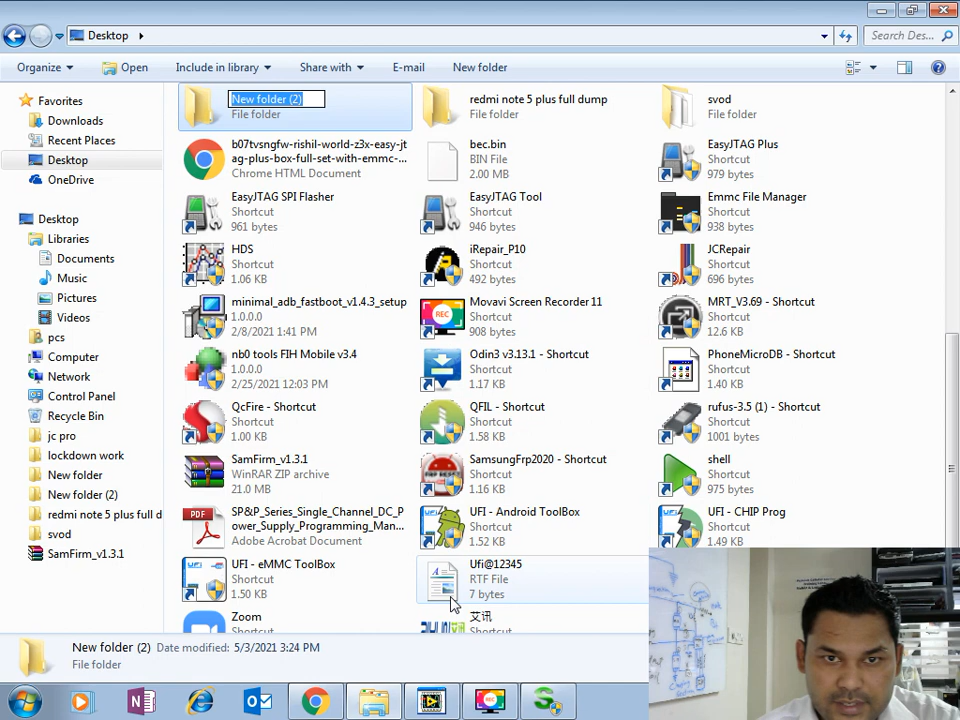 Desktop
Search Des...
Organize
Open
Include in library
Share with
E-mail
New folder
Favorites
Downloads
Recent Places
Desktop
OneDrive
Desktop
Libraries
Documents
Music
Pictures
Videos
pcs
Computer
Network
Control Panel
Recycle Bin
jc pro
lockdown work
New folder
New folder (2)
redmi note 5 plus full d
svod
SamFirm_v1.3.1
New folder (2)
File folder
redmi note 5 plus full dump
File folder
svod
File folder
b07tvsngfw-rishil-world-z3x-easy-jt
ag-plus-box-full-set-with-emmc-...
Chrome HTML Document
bec.bin
BIN File
2.00 MB
EasyJTAG Plus
Shortcut
979 bytes
EasyJTAG SPI Flasher
Shortcut
961 bytes
EasyJTAG Tool
Shortcut
946 bytes
Emmc File Manager
Shortcut
938 bytes
HDS
Shortcut
1.06 KB
iRepair_P10
Shortcut
492 bytes
JCRepair
Shortcut
696 bytes
minimal_adb_fastboot_v1.4.3_setup
1.0.0.0
2/8/2021 1:41 PM
Movavi Screen Recorder 11
Shortcut
908 bytes
REC
MRT_V3.69 - Shortcut
Shortcut
12.6 KB
nb0 tools FIH Mobile v3.4
1.0.0.0
2/25/2021 12:03 PM
Odin3 v3.13.1 - Shortcut
Shortcut
1.17 KB
PhoneMicroDB - Shortcut
Shortcut
1.40 KB
QcFire - Shortcut
Shortcut
1.00 KB
QFIL - Shortcut
Shortcut
1.58 KB
rufus-3.5 (1) - Shortcut
Shortcut
1001 bytes
SamFirm_v1.3.1
WinRAR ZIP archive
21.0 MB
SamsungFrp2020 - Shortcut
Shortcut
1.16 KB
shell
Shortcut
975 bytes
PDF
SP&P_Series_Single_Channel_DC_P
ower_Supply_Programming_Man...
Adobe Acrobat Document
UFI
UFI - Android ToolBox
Shortcut
1.52 KB
UFI
UFI - CHIP Prog
Shortcut
1.49 KB
UFI
UFI - eMMC ToolBox
Shortcut
1.50 KB
Ufi@12345
RTF File
7 bytes
Zoom
Shortcut
艾讯
Shortcut
New folder (2) Date modified: 5/3/2021 3:24 PM
File folder
REC